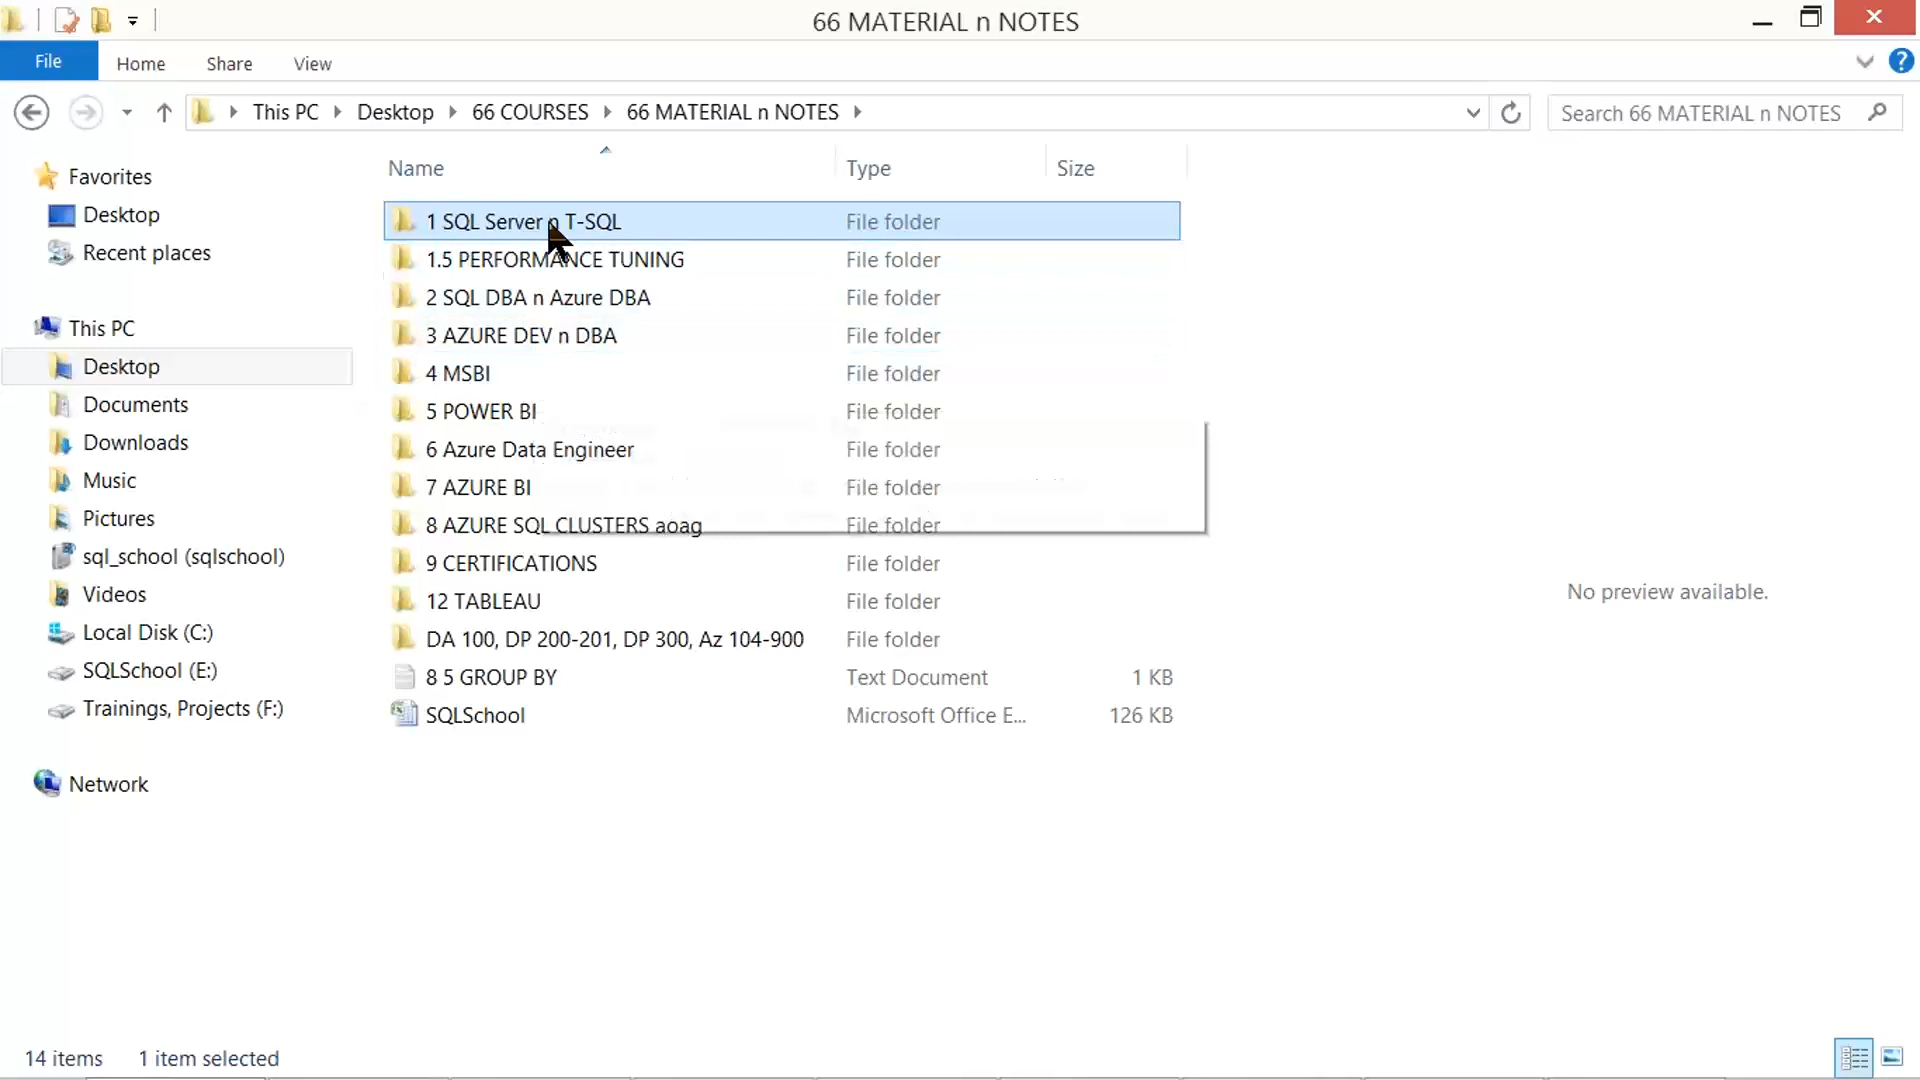 66 MATERIAL n NOTES
File Home Share View
This PC Desktop 66 COURSES 66 MATERIAL n NOTES Search 66 MATERIAL n NOTES
Favorites
Desktop
Recent places
This PC
Desktop
Documents
Downloads
Music
Pictures
sql_school (sqlschool)
Videos
Local Disk (C:)
SQLSchool (E:)
Trainings, Projects (F:)
Network
Name Type Size
1 SQL Server n T-SQL File folder
1.5 PERFORMANCE TUNING File folder
2 SQL DBA n Azure DBA File folder
3 AZURE DEV n DBA File folder
4 MSBI File folder
5 POWER BI File folder
6 Azure Data Engineer File folder
7 AZURE BI File folder
8 AZURE SQL CLUSTERS aoag File folder
9 CERTIFICATIONS File folder
12 TABLEAU File folder
DA 100, DP 200-201, DP 300, Az 104-900 File folder
8 5 GROUP BY Text Document 1 KB
SQLSchool Microsoft Office E... 126 KB
No preview available.
14 items 1 item selected